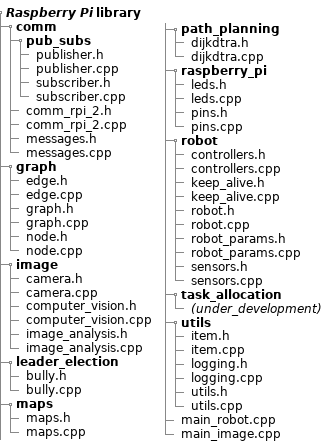 Raspberry Pi library
comm
pub_subs
publisher.h
publisher.cpp
subscriber.h
subscriber.cpp
comm_rpi_2.h
comm_rpi_2.cpp
messages.h
messages.cpp
graph
edge.h
edge.cpp
graph.h
graph.cpp
node.h
node.cpp
image
camera.h
camera.cpp
computer_vision.h
computer_vision.cpp
image_analysis.h
image_analysis.cpp
leader_election
bully.h
bully.cpp
maps
maps.h
maps.cpp
path_planning
dijkdtra.h
dijkdtra.cpp
raspberry_pi
leds.h
leds.cpp
pins.h
pins.cpp
robot
controllers.h
controllers.cpp
keep_alive.h
keep_alive.cpp
robot.h
robot.cpp
robot_params.h
robot_params.cpp
sensors.h
sensors.cpp
task_allocation
(under_development)
utils
item.h
item.cpp
logging.h
logging.cpp
utils.h
utils.cpp
main_robot.cpp
main_image.cpp